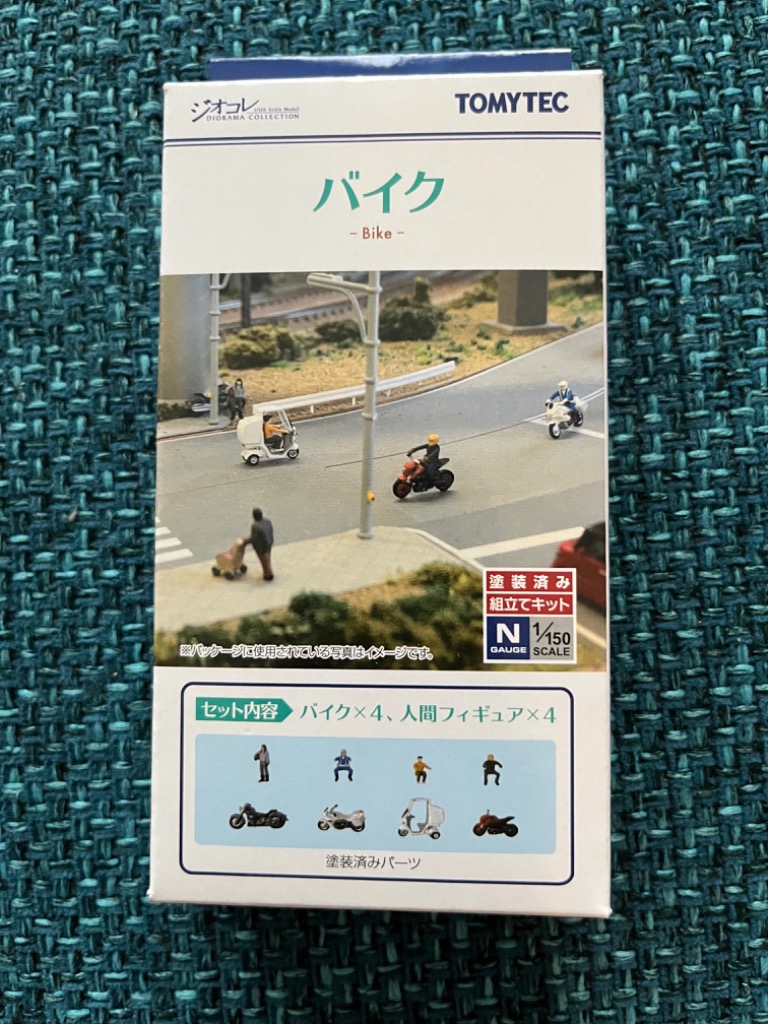 ジオコレ 1/150 Scale Model
DIORAMA COLLECTION
TOMYTEC
バイク
- Bike -
塗装済み
組立てキット
N GAUGE 1/150 SCALE
※パッケージに使用されている写真はイメージです。
セット内容 バイク×4、人間フィギュア×4
塗装済みパーツ